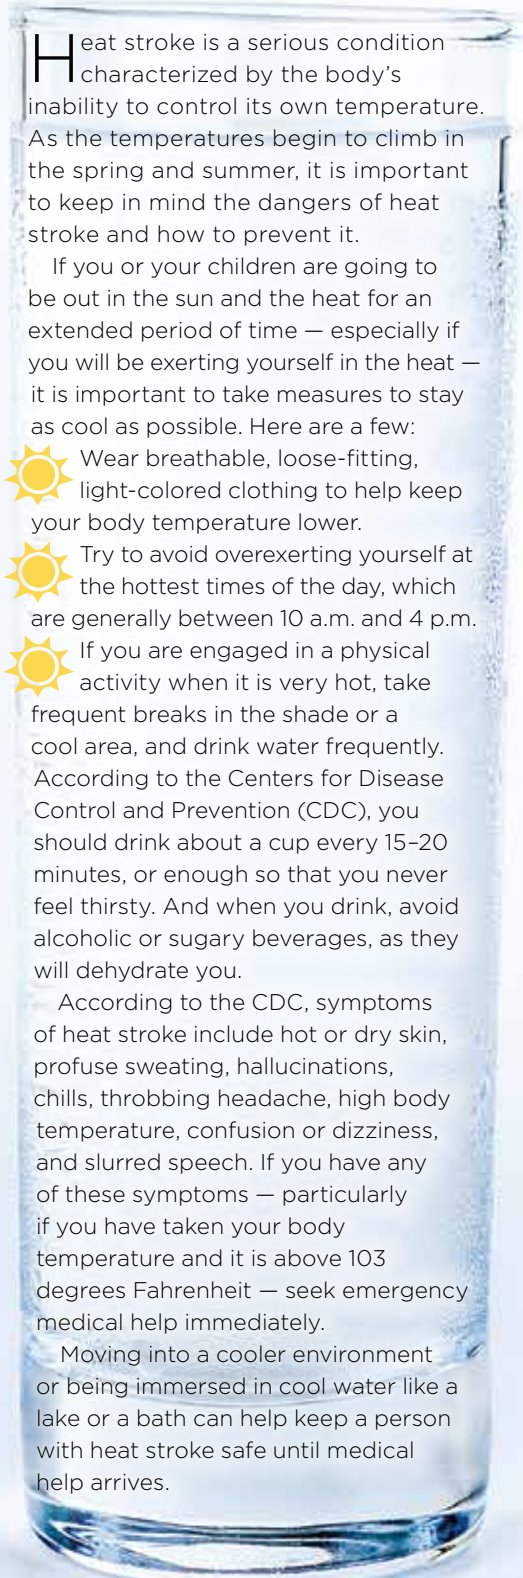 Heat stroke is a serious condition
characterized by the body's
inability to control its own temperature.
As the temperatures begin to climb in
the spring and summer, it is important
to keep in mind the dangers of heat
stroke and how to prevent it.
If you or your children are going to
be out in the sun and the heat for an
extended period of time — especially if
you will be exerting yourself in the heat —
it is important to take measures to stay
as cool as possible. Here are a few:
Wear breathable, loose-fitting,
light-colored clothing to help keep
your body temperature lower.
Try to avoid overexerting yourself at
the hottest times of the day, which
are generally between 10 a.m. and 4 p.m.
If you are engaged in a physical
activity when it is very hot, take
frequent breaks in the shade or a
cool area, and drink water frequently.
According to the Centers for Disease
Control and Prevention (CDC), you
should drink about a cup every 15–20
minutes, or enough so that you never
feel thirsty. And when you drink, avoid
alcoholic or sugary beverages, as they
will dehydrate you.
According to the CDC, symptoms
of heat stroke include hot or dry skin,
profuse sweating, hallucinations,
chills, throbbing headache, high body
temperature, confusion or dizziness,
and slurred speech. If you have any
of these symptoms — particularly
if you have taken your body
temperature and it is above 103
degrees Fahrenheit — seek emergency
medical help immediately.
Moving into a cooler environment
or being immersed in cool water like a
lake or a bath can help keep a person
with heat stroke safe until medical
help arrives.